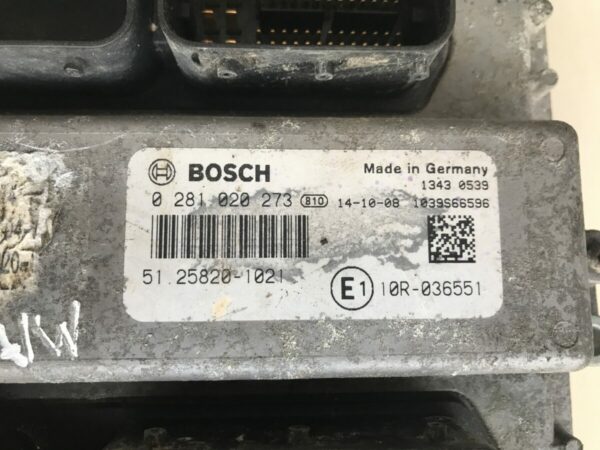 BOSCH
Made in Germany
1343 0539
0 281 020 273 B10 14-10-08 1039S66596
51.25820-1021
E1 10R-036551